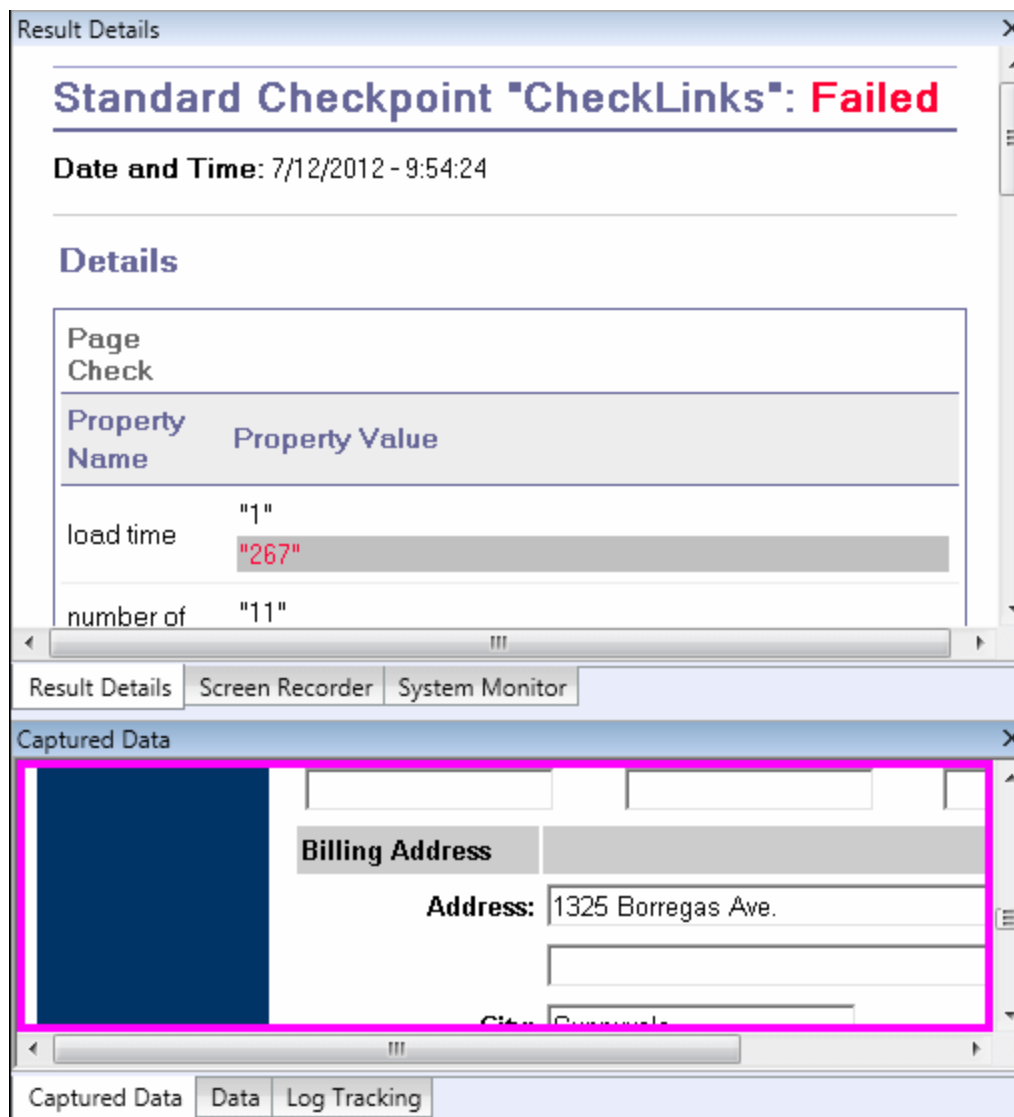 Result Details
Standard Checkpoint "CheckLinks": Failed
Date and Time: 7/12/2012 - 9:54:24
Details
Page
Check
Property
Name
Property Value
load time
"1"
"267"
number of
"11"
Result Details
Screen Recorder
System Monitor
Captured Data
Billing Address
Address:
1325 Borregas Ave.
City:
Sunnyvale
Captured Data
Data
Log Tracking